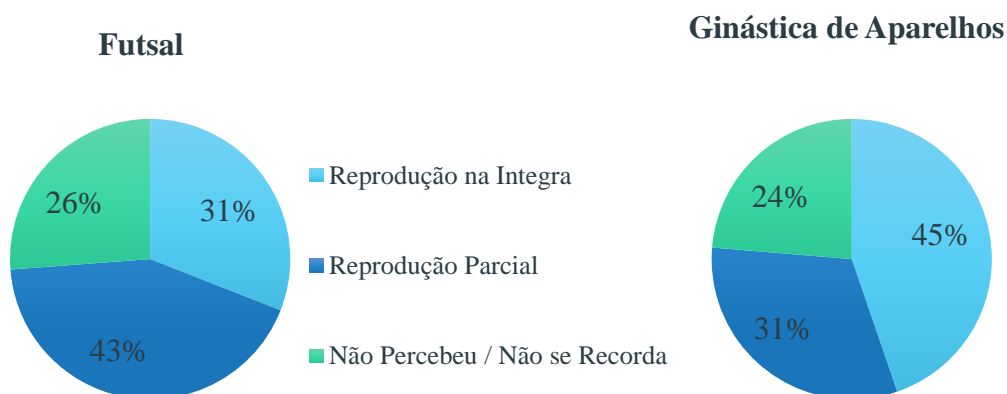 Futsal
Ginástica de Aparelhos
26%
31%
43%
Reprodução na Integra
Reprodução Parcial
Não Percebeu / Não se Recorda
24%
45%
31%